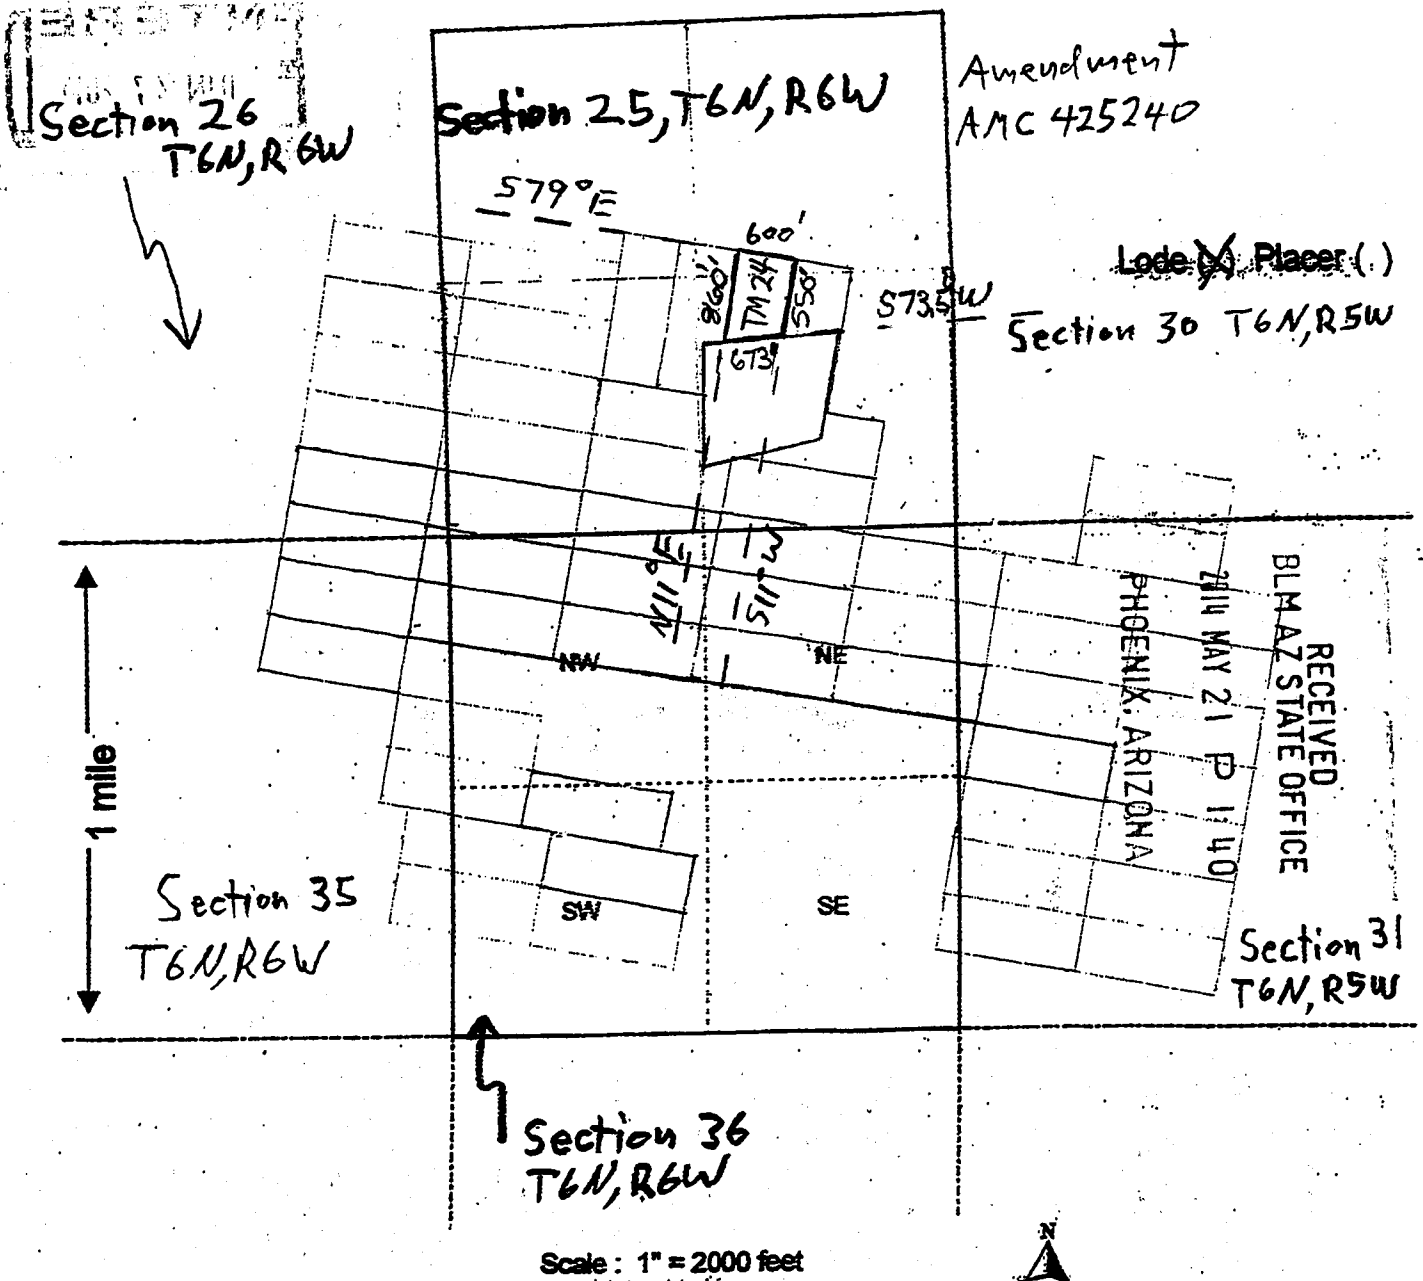 Section 26
T6N, R6W
Section 25, T6N, R6W
Amendment
AMC 425240
S79°E
600'
860'
TM 24
550'
673'
S73.5°W
Lode (X) Placer ( )
Section 30 T6N, R5W
N11°E
S11°W
NW
NE
1 mile
RECEIVED
BLM AZ STATE OFFICE
2014 MAY 21 P 1:40
PHOENIX, ARIZONA
Section 35
T6N, R6W
SW
SE
Section 31
T6N, R5W
Section 36
T6N, R6W
Scale : 1" = 2000 feet
N